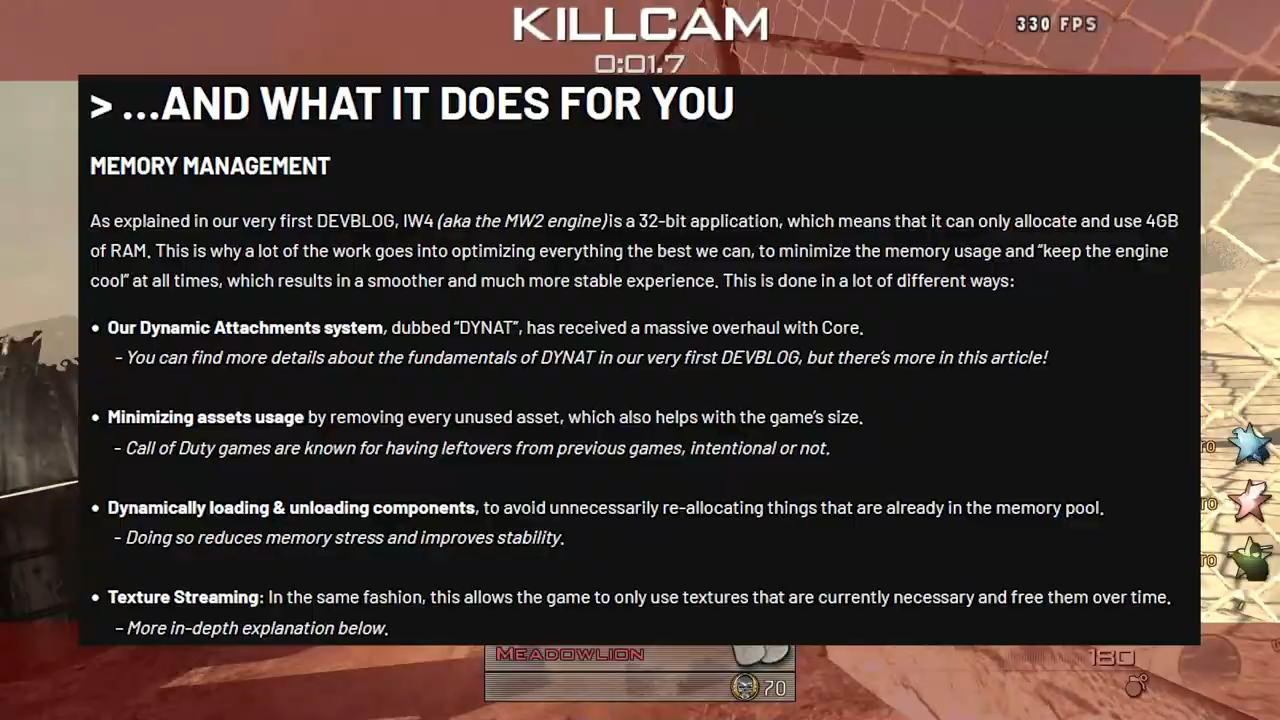 KILLCAM
330 FPS
0:01.7
> ...AND WHAT IT DOES FOR YOU
MEMORY MANAGEMENT
As explained in our very first DEVBLOG, IW4 (aka the MW2 engine) is a 32-bit application, which means that it can only allocate and use 4GB
of RAM. This is why a lot of the work goes into optimizing everything the best we can, to minimize the memory usage and “keep the engine
cool” at all times, which results in a smoother and much more stable experience. This is done in a lot of different ways:
• Our Dynamic Attachments system, dubbed “DYNAT”, has received a massive overhaul with Core.
- You can find more details about the fundamentals of DYNAT in our very first DEVBLOG, but there’s more in this article!
• Minimizing assets usage by removing every unused asset, which also helps with the game’s size.
- Call of Duty games are known for having leftovers from previous games, intentional or not.
• Dynamically loading & unloading components, to avoid unnecessarily re-allocating things that are already in the memory pool.
- Doing so reduces memory stress and improves stability.
• Texture Streaming: In the same fashion, this allows the game to only use textures that are currently necessary and free them over time.
- More in-depth explanation below.
ro
ro
ro
MEADOWLION
180
70